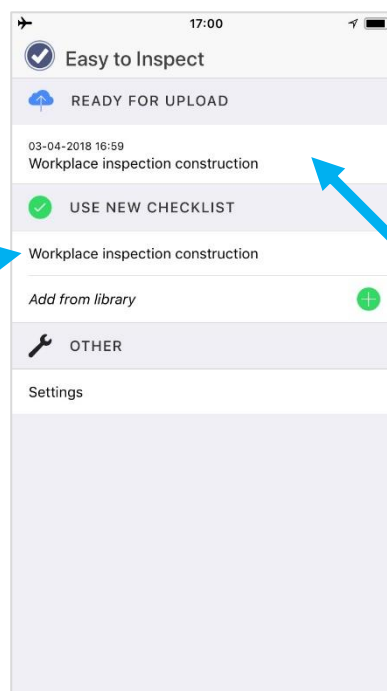 17:00
Easy to Inspect
READY FOR UPLOAD
03-04-2018 16:59
Workplace inspection construction
USE NEW CHECKLIST
Workplace inspection construction
Add from library
OTHER
Settings